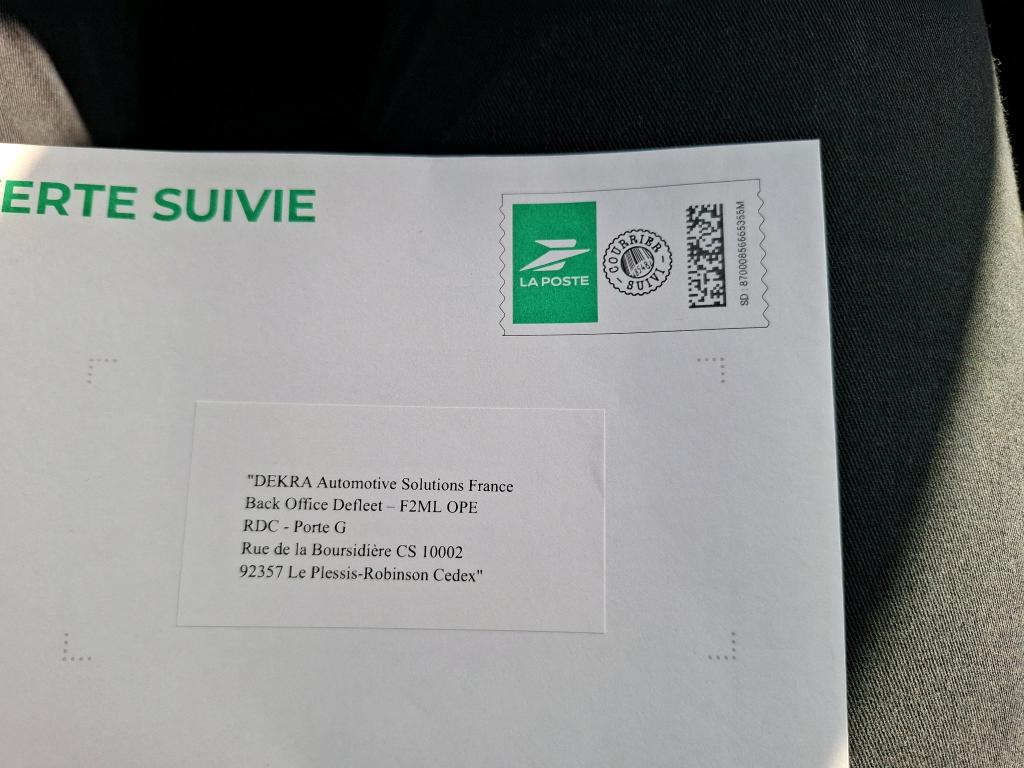 ERTE SUIVIE
LA POSTE
COURRIER
SUIVI
SD : 87000856665355M
"DEKRA Automotive Solutions France
Back Office Defleet – F2ML OPE
RDC - Porte G
Rue de la Boursidière CS 10002
92357 Le Plessis-Robinson Cedex"